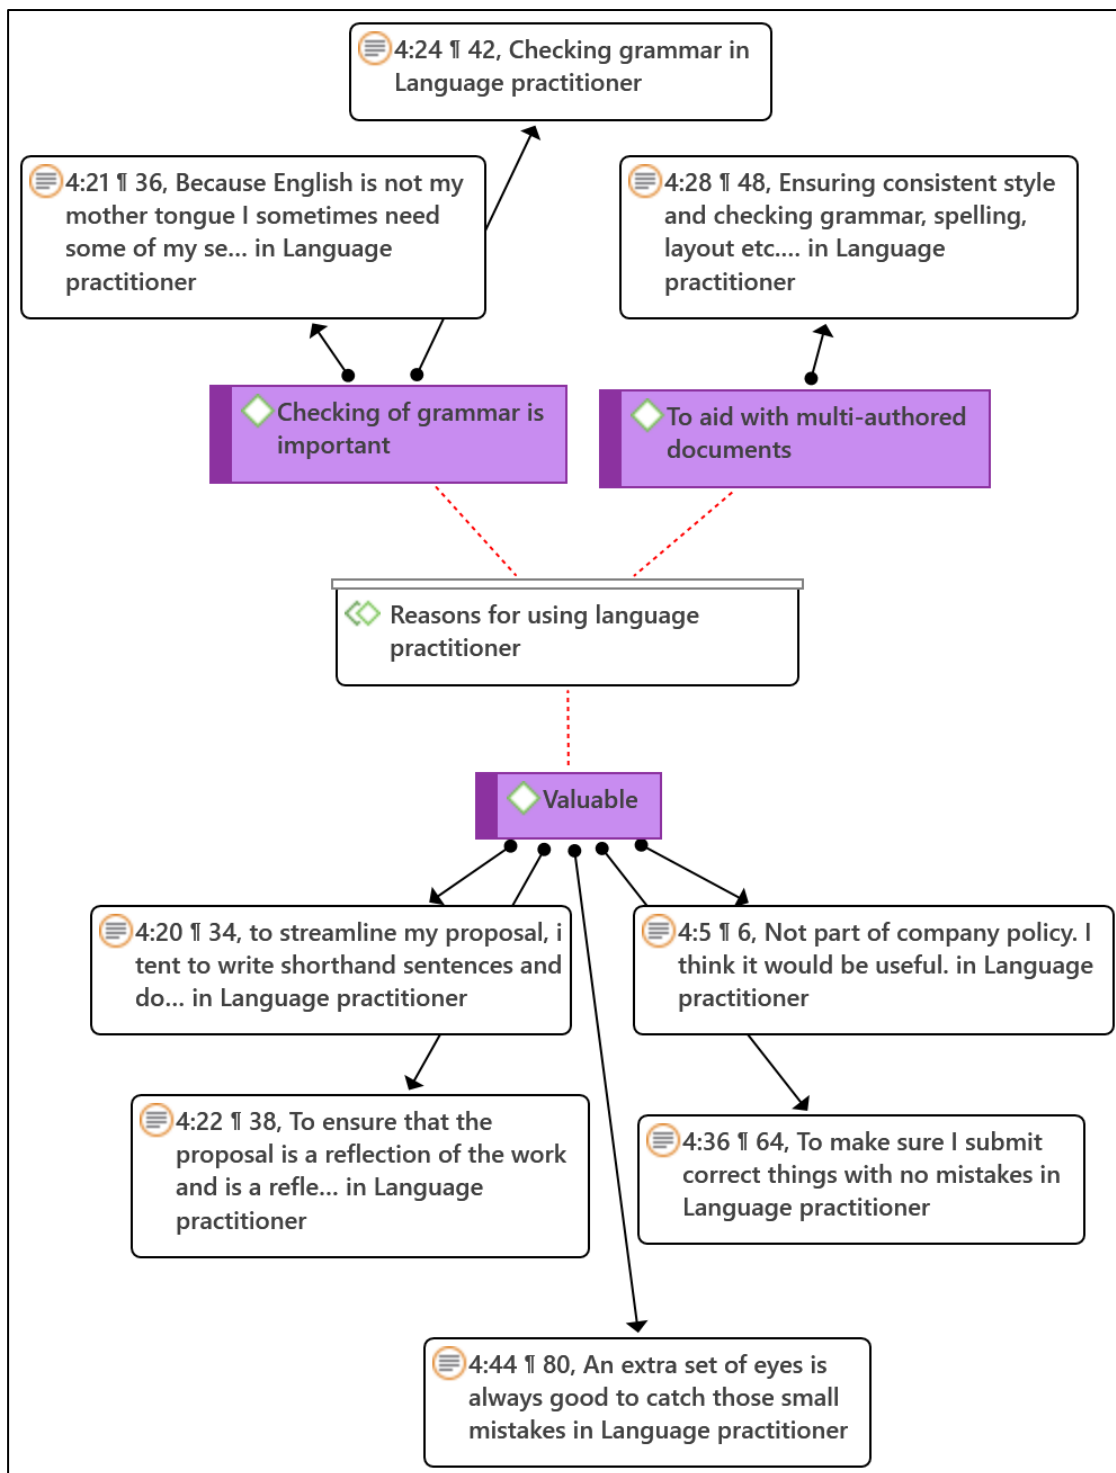 4:24 ¶ 42, Checking grammar in
Language practitioner
4:21 ¶ 36, Because English is not my
mother tongue I sometimes need
some of my se... in Language
practitioner
4:28 ¶ 48, Ensuring consistent style
and checking grammar, spelling,
layout etc.... in Language
practitioner
Checking of grammar is
important
To aid with multi-authored
documents
Reasons for using language
practitioner
Valuable
4:20 ¶ 34, to streamline my proposal, i
tent to write shorthand sentences and
do... in Language practitioner
4:5 ¶ 6, Not part of company policy. I
think it would be useful. in Language
practitioner
4:22 ¶ 38, To ensure that the
proposal is a reflection of the work
and is a refle... in Language
practitioner
4:36 ¶ 64, To make sure I submit
correct things with no mistakes in
Language practitioner
4:44 ¶ 80, An extra set of eyes is
always good to catch those small
mistakes in Language practitioner